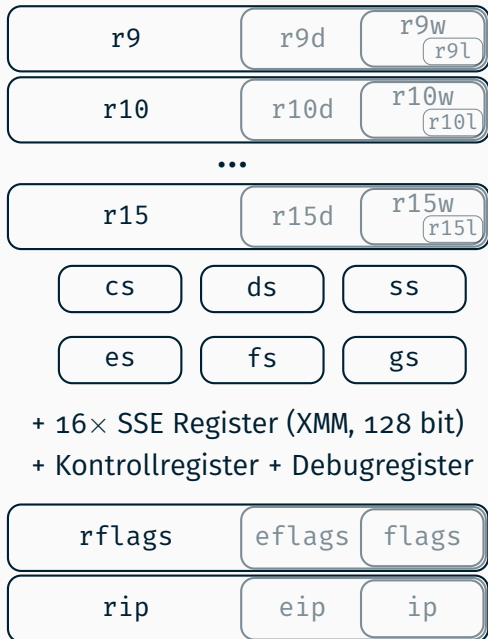 r9 r9d r9w r9l
r10 r10d r10w r10l
...
r15 r15d r15w r15l
cs ds ss
es fs gs
+ 16× SSE Register (XMM, 128 bit)
+ Kontrollregister + Debugregister
rflags eflags flags
rip eip ip